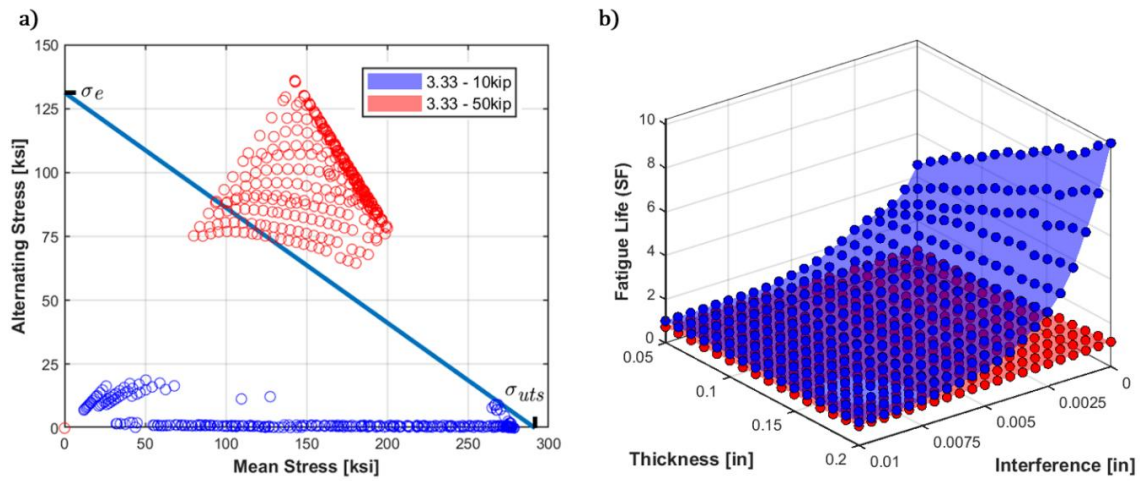 a)
150
125
100
75
50
25
0
0
50
100
150
200
250
300
Alternating Stress [ksi]
Mean Stress [ksi]
σe
σuts
3.33 - 10kip
3.33 - 50kip
b)
10
8
6
4
2
0
Fatigue Life (SF)
0.05
0.1
0.15
0.2
Thickness [in]
0.01
0.0075
0.005
0.0025
0
Interference [in]